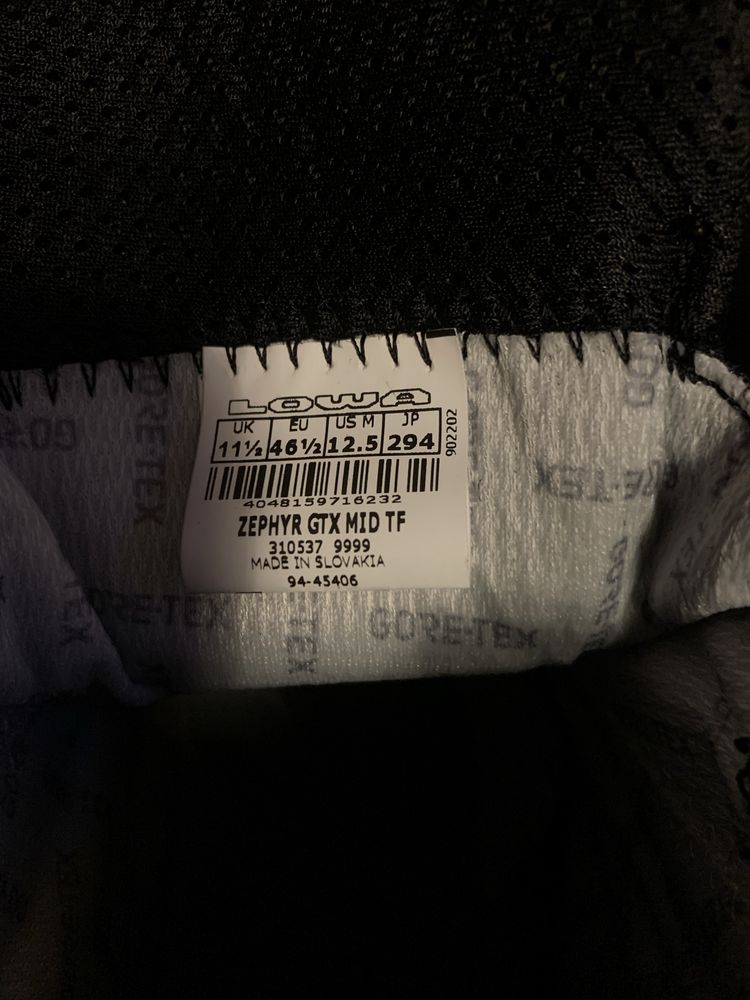 LOWA
UK EU US M JP
11½ 46½ 12.5 294
902202
4048159716232
ZEPHYR GTX MID TF
310537 9999
MADE IN SLOVAKIA
94-45406
GORE-TEX
GORE-TEX
GORE-TEX